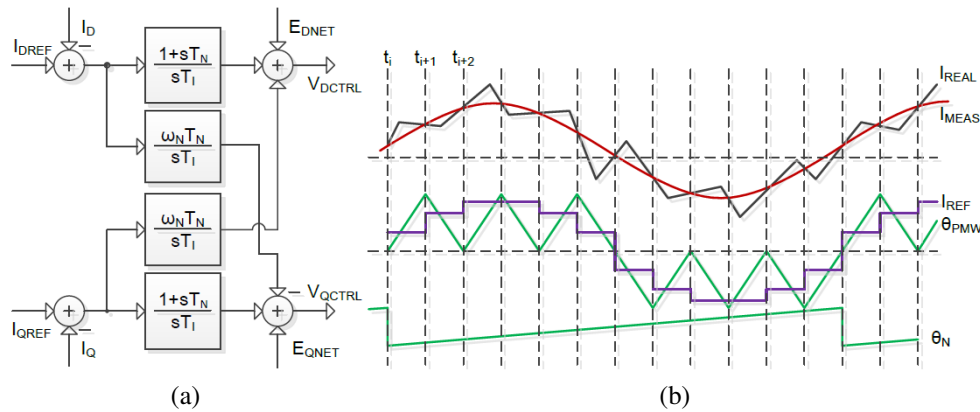 I_D
E_DNET
I_DREF
−
+
1+sT_N
sT_I
+
V_DCTRL
ω_NT_N
sT_I
ω_NT_N
sT_I
I_QREF
+
−
I_Q
1+sT_N
sT_I
−
+
V_QCTRL
E_QNET
(a)
t_i
t_i+1
t_i+2
I_REAL
I_MEAS
I_REF
θ_PMW
θ_N
(b)